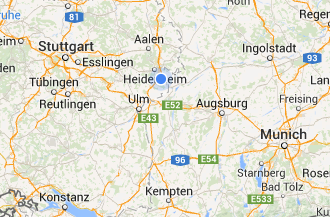 81
Aalen
Stuttgart
Ingolstadt
Esslingen
93
Heidenheim
Tübingen
Reutlingen
Ulm
E52
Augsburg
Freising
E43
Munich
96
E54
Starnberg
Bad Tölz
Konstanz
Kempten
E533